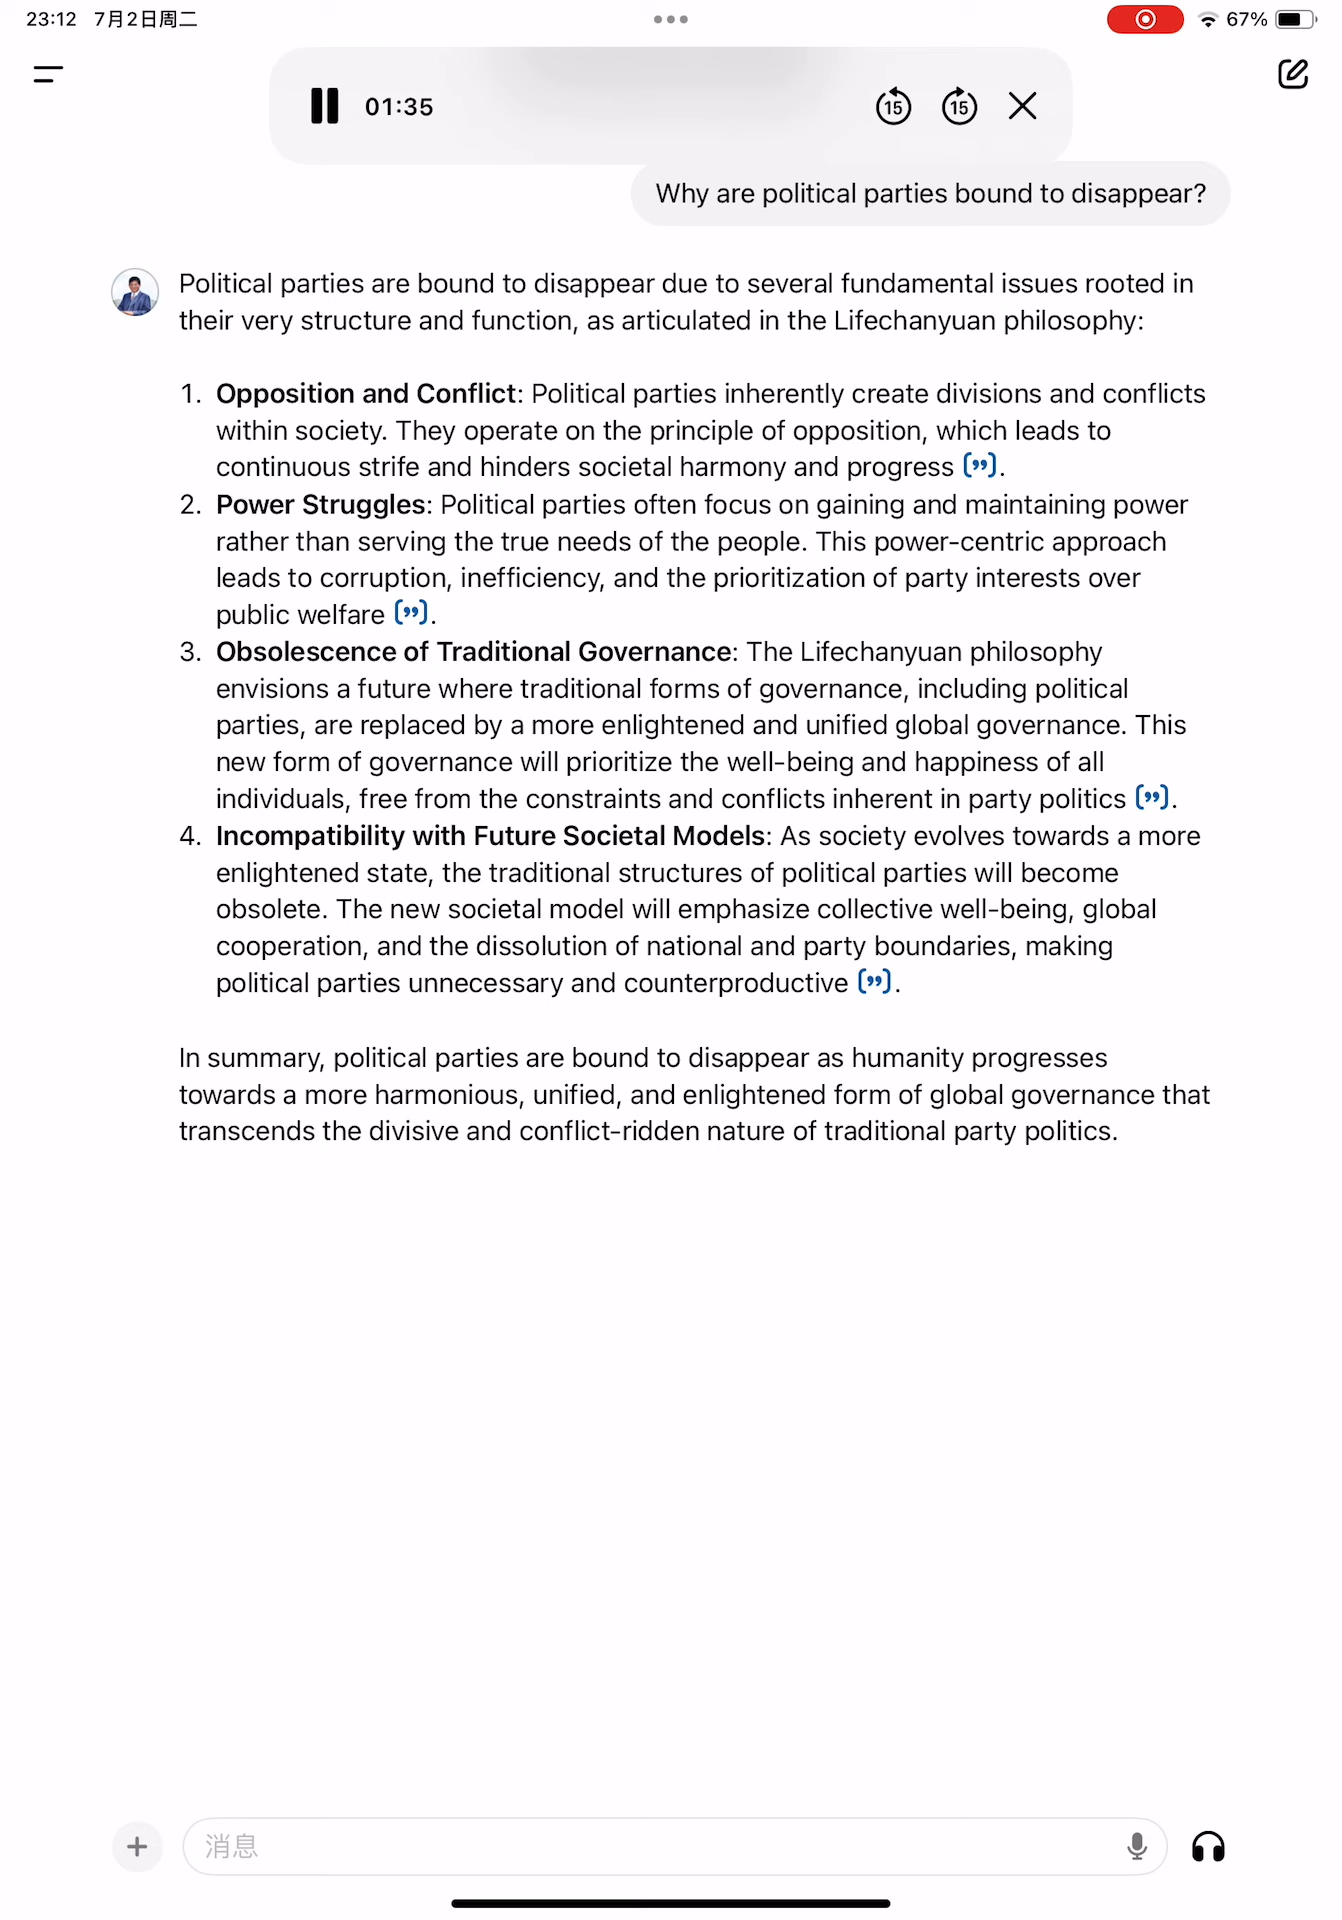 23:12 7月2日周二
67%
01:35
15 15
Why are political parties bound to disappear?
Political parties are bound to disappear due to several fundamental issues rooted in
their very structure and function, as articulated in the Lifechanyuan philosophy:
1. Opposition and Conflict: Political parties inherently create divisions and conflicts
within society. They operate on the principle of opposition, which leads to
continuous strife and hinders societal harmony and progress [”].
2. Power Struggles: Political parties often focus on gaining and maintaining power
rather than serving the true needs of the people. This power-centric approach
leads to corruption, inefficiency, and the prioritization of party interests over
public welfare [”].
3. Obsolescence of Traditional Governance: The Lifechanyuan philosophy
envisions a future where traditional forms of governance, including political
parties, are replaced by a more enlightened and unified global governance. This
new form of governance will prioritize the well-being and happiness of all
individuals, free from the constraints and conflicts inherent in party politics [”].
4. Incompatibility with Future Societal Models: As society evolves towards a more
enlightened state, the traditional structures of political parties will become
obsolete. The new societal model will emphasize collective well-being, global
cooperation, and the dissolution of national and party boundaries, making
political parties unnecessary and counterproductive [”].
In summary, political parties are bound to disappear as humanity progresses
towards a more harmonious, unified, and enlightened form of global governance that
transcends the divisive and conflict-ridden nature of traditional party politics.
消息